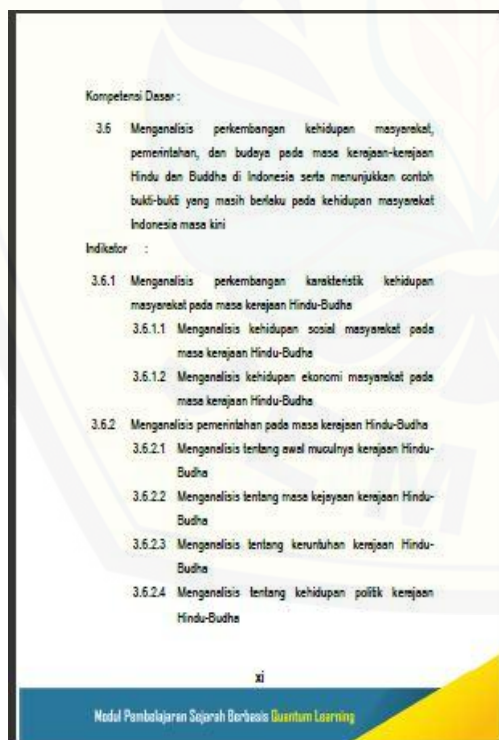 Kompetensi Dasar :
3.6 Menganalisis perkembangan kehidupan masyarakat,
pemerintahan, dan budaya pada masa kerajaan-kerajaan
Hindu dan Buddha di Indonesia serta menunjukkan contoh
bukti-bukti yang masih berlaku pada kehidupan masyarakat
Indonesia masa kini
Indikator :
3.6.1 Menganalisis perkembangan karakteristik kehidupan
masyarakat pada masa kerajaan Hindu-Budha
3.6.1.1 Menganalisis kehidupan sosial masyarakat pada
masa kerajaan Hindu-Budha
3.6.1.2 Menganalisis kehidupan ekonomi masyarakat pada
masa kerajaan Hindu-Budha
3.6.2 Menganalisis pemerintahan pada masa kerajaan Hindu-Budha
3.6.2.1 Menganalisis tentang awal muculnya kerajaan Hindu-
Budha
3.6.2.2 Menganalisis tentang masa kejayaan kerajaan Hindu-
Budha
3.6.2.3 Menganalisis tentang keruntuhan kerajaan Hindu-
Budha
3.6.2.4 Menganalisis tentang kehidupan politik kerajaan
Hindu-Budha
xi
Modul Pembelajaran Sejarah Berbasis Quantum Learning